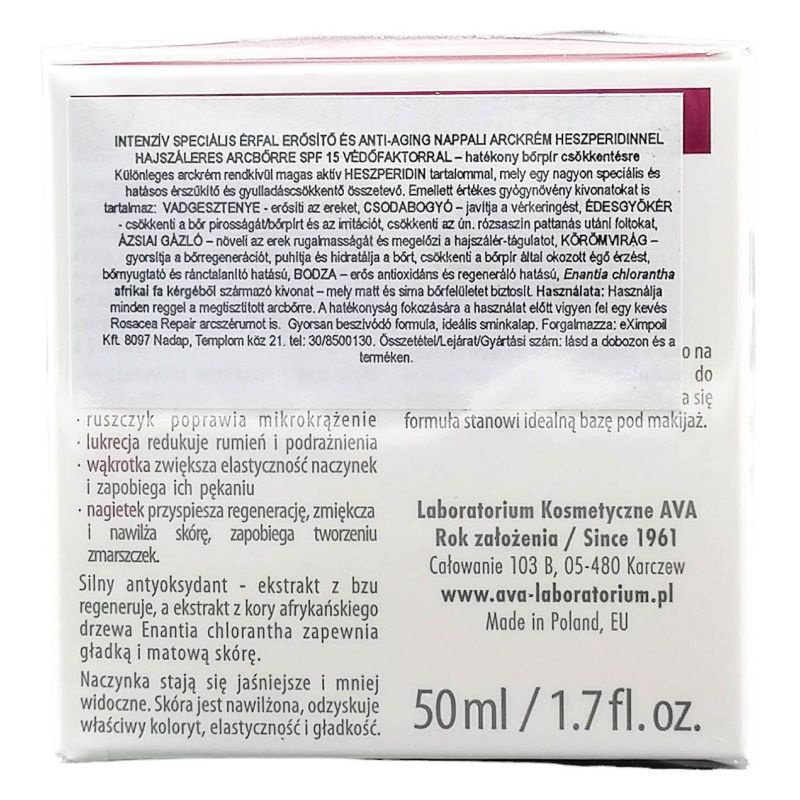 INTENZÍV SPECIÁLIS ÉRFAL ERŐSÍTŐ ÉS ANTI-AGING NAPPALI ARCKRÉM HESZPERIDINNEL
HAJSZÁLERES ARCBŐRRE SPF 15 VÉDŐFAKTORRAL – hatékony bőrpír csökkentésre
Különleges arckrém rendkívül magas aktív HESZPERIDIN tartalommal, mely egy nagyon speciális és
hatásos érszűkítő és gyulladáscsökkentő összetevő. Emellett értékes gyógynövény kivonatokat is
tartalmaz: VADGESZTENYE - erősíti az ereket, CSODABOGYÓ – javítja a vérkeringést, ÉDESGYÖKÉR
- csökkenti a bőr pirosságát/bőrpírt és az irritációt, csökkenti az ún. rózsaszín pattanás utáni foltokat,
ÁZSIAI GÁZLÓ – növeli az erek rugalmasságát és megelőzi a hajszálér-tágulatot, KÖRÖMVIRÁG –
gyorsítja a bőrregenerációt, puhítja és hidratálja a bőrt, csökkenti a bőrpír által okozott égő érzést,
bőrnyugtató és ránctalanító hatású, BODZA – erős antioxidáns és regeneráló hatású, Enantia chlorantha
afrikai fa kérgéből származó kivonat – mely matt és sima bőrfelületet biztosít. Használata: Használja
minden reggel a megtisztított arcbőrre. A hatékonyság fokozására a használat előtt vigyen fel egy kevés
Rosacea Repair arcszérumot is. Gyorsan beszívódó formula, ideális sminkalap. Forgalmazza: eXimpoil
Kft. 8097 Nadap, Templom köz 21. tel: 30/8500130. Összetétel/Lejárat/Gyártási szám: lásd a dobozon és a
terméken.
· ruszczyk poprawia mikrokrążenie
· lukrecja redukuje rumień i podrażnienia
· wąkrotka zwiększa elastyczność naczynek
i zapobiega ich pękaniu
· nagietek przyspiesza regenerację, zmiękcza
i nawilża skórę, zapobiega tworzeniu
zmarszczek.
Silny antyoksydant - ekstrakt z bzu
regeneruje, a ekstrakt z kory afrykańskiego
drzewa Enantia chlorantha zapewnia
gładką i matową skórę.
Naczynka stają się jaśniejsze i mniej
widoczne. Skóra jest nawilżona, odzyskuje
właściwy koloryt, elastyczność i gładkość.
o na
do
a się
formuła stanowi idealną bazę pod makijaż.
Laboratorium Kosmetyczne AVA
Rok założenia / Since 1961
Całowanie 103 B, 05-480 Karczew
www.ava-laboratorium.pl
Made in Poland, EU
50 ml / 1.7 fl. oz.